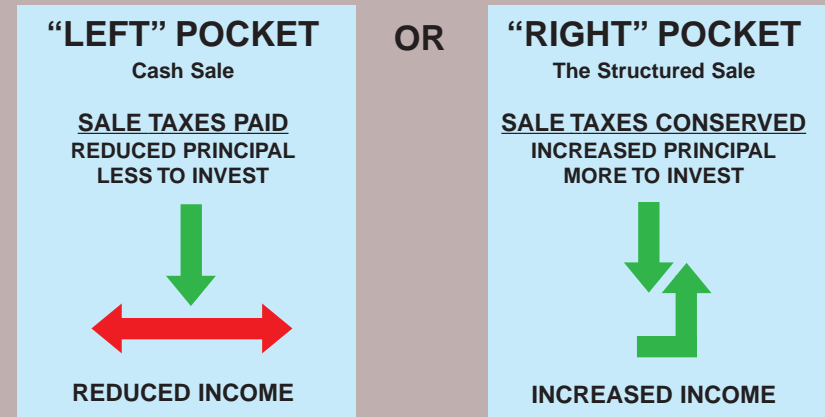 “LEFT” POCKET
Cash Sale
SALE TAXES PAID
REDUCED PRINCIPAL
LESS TO INVEST
REDUCED INCOME
OR
“RIGHT” POCKET
The Structured Sale
SALE TAXES CONSERVED
INCREASED PRINCIPAL
MORE TO INVEST
INCREASED INCOME